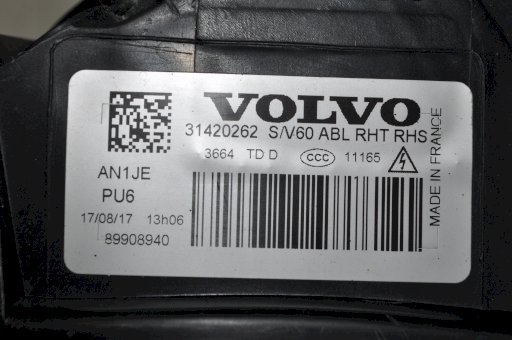 VOLVO
31420262 S/V60 ABL RHT RHS
3664 TD D CCC 11165
AN1JE
PU6
17/08/17 13h06
89908940
MADE IN FRANCE